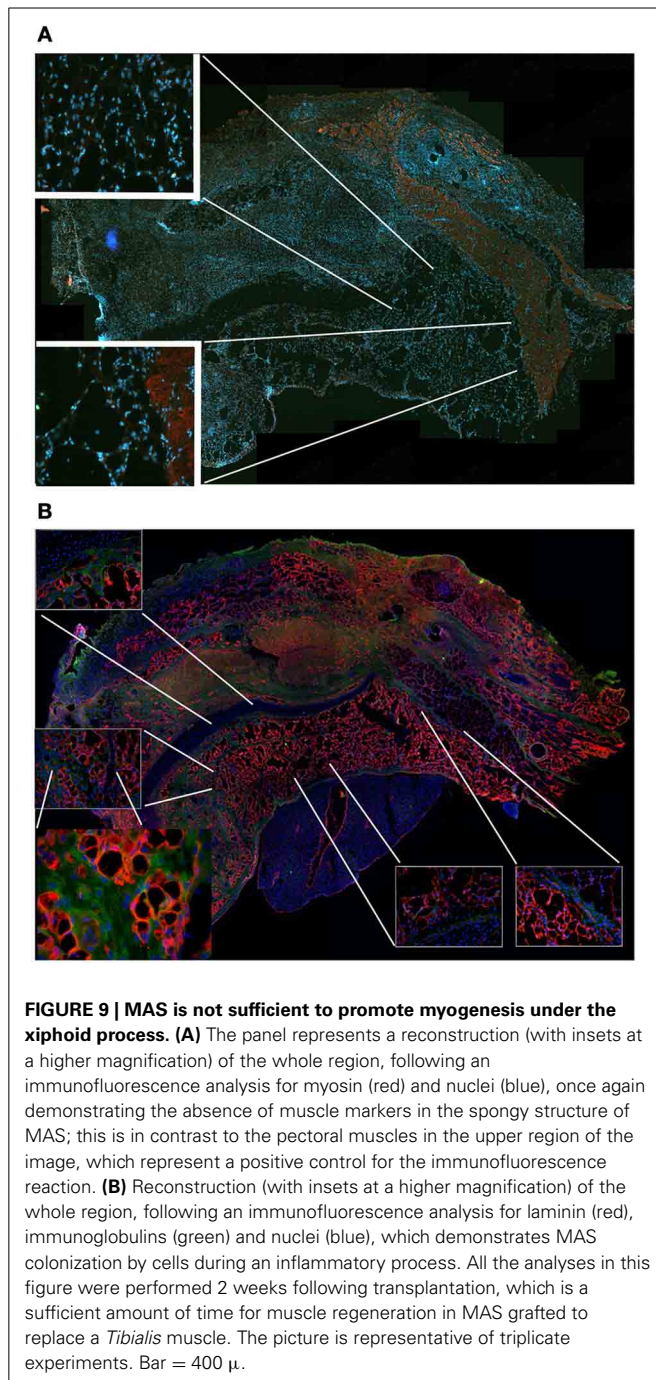 A
B
FIGURE 9 | MAS is not sufficient to promote myogenesis under the
xiphoid process. (A) The panel represents a reconstruction (with insets at
a higher magnification) of the whole region, following an
immunofluorescence analysis for myosin (red) and nuclei (blue), once again
demonstrating the absence of muscle markers in the spongy structure of
MAS; this is in contrast to the pectoral muscles in the upper region of the
image, which represent a positive control for the immunofluorescence
reaction. (B) Reconstruction (with insets at a higher magnification) of the
whole region, following an immunofluorescence analysis for laminin (red),
immunoglobulins (green) and nuclei (blue), which demonstrates MAS
colonization by cells during an inflammatory process. All the analyses in this
figure were performed 2 weeks following transplantation, which is a
sufficient amount of time for muscle regeneration in MAS grafted to
replace a Tibialis muscle. The picture is representative of triplicate
experiments. Bar = 400 μ.